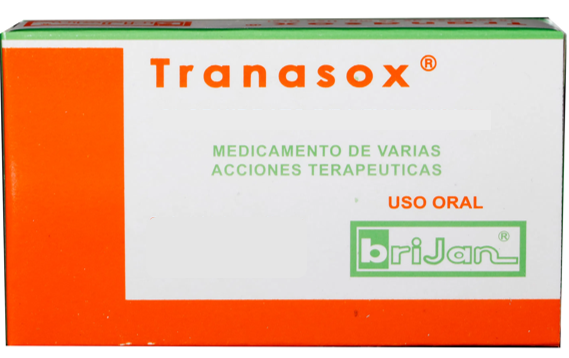 Tranasox®
MEDICAMENTO DE VARIAS
ACCIONES TERAPEUTICAS
USO ORAL
briJan®